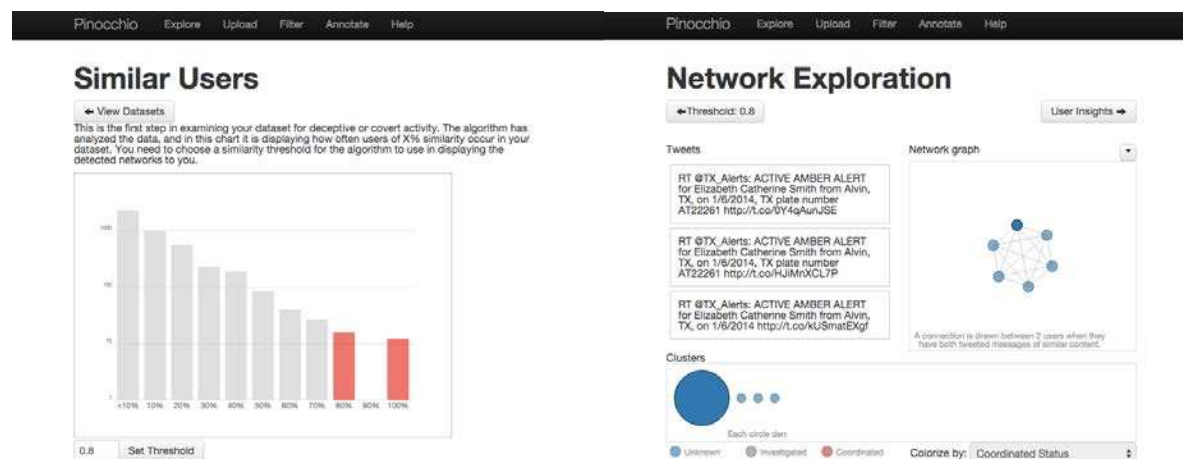 Pinocchio Explore Upload Filter Annotate Help
Similar Users
← View Datasets
This is the first step in examining your dataset for deceptive or covert activity. The algorithm has
analyzed the data, and in this chart it is displaying how often users of X% similarity occur in your
dataset. You need to choose a similarity threshold for the algorithm to use in displaying the
detected networks to you.
100
10
1
<10% 10% 20% 30% 40% 50% 60% 70% 80% 90% 100%
0.8 Set Threshold
Pinocchio Explore Upload Filter Annotate Help
Network Exploration
←Threshold: 0.8 User Insights →
Tweets
RT @TX_Alerts: ACTIVE AMBER ALERT
for Elizabeth Catherine Smith from Alvin,
TX, on 1/6/2014, TX plate number
AT22261 http://t.co/0Y4qAunJSE
RT @TX_Alerts: ACTIVE AMBER ALERT
for Elizabeth Catherine Smith from Alvin,
TX, on 1/6/2014, TX plate number
AT22261 http://t.co/HJiMnXCL7P
RT @TX_Alerts: ACTIVE AMBER ALERT
for Elizabeth Catherine Smith from Alvin,
TX, on 1/6/2014 http://t.co/kUSmatEXgf
Network graph
A connection is drawn between 2 users when they
have both tweeted messages of similar content.
Clusters
Each circle den
Unknown Investigated Coordinated Colorize by: Coordinated Status